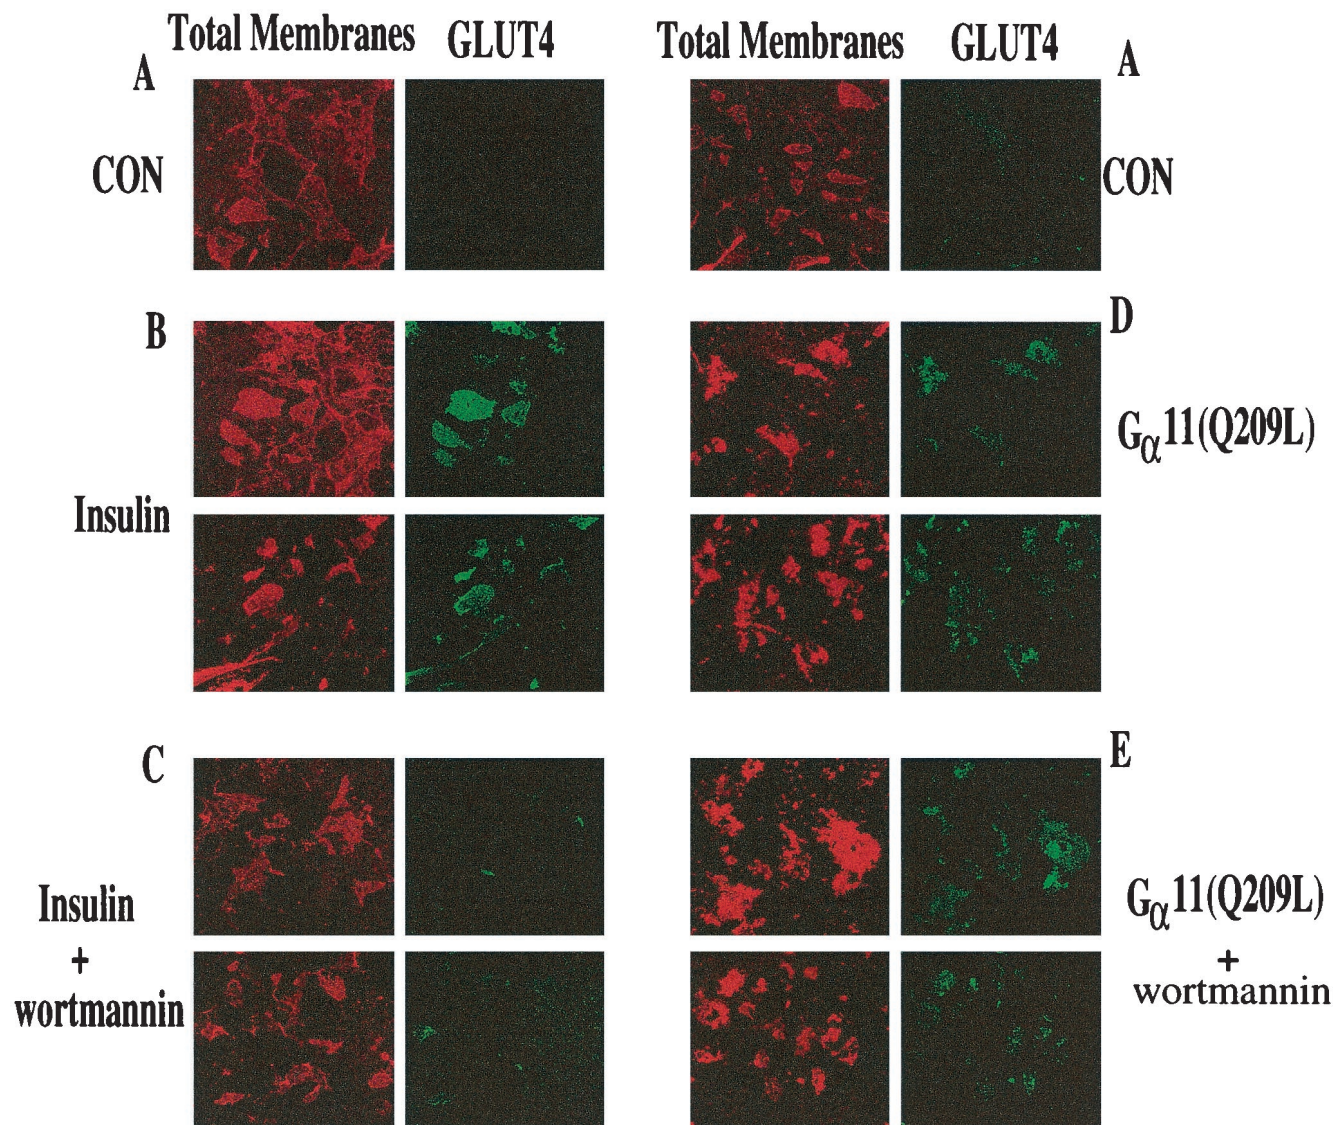 Total Membranes GLUT4 Total Membranes GLUT4
A A
CON CON
B D
Insulin Gα11(Q209L)
C E
Insulin
+
wortmannin
Gα11(Q209L)
+
wortmannin